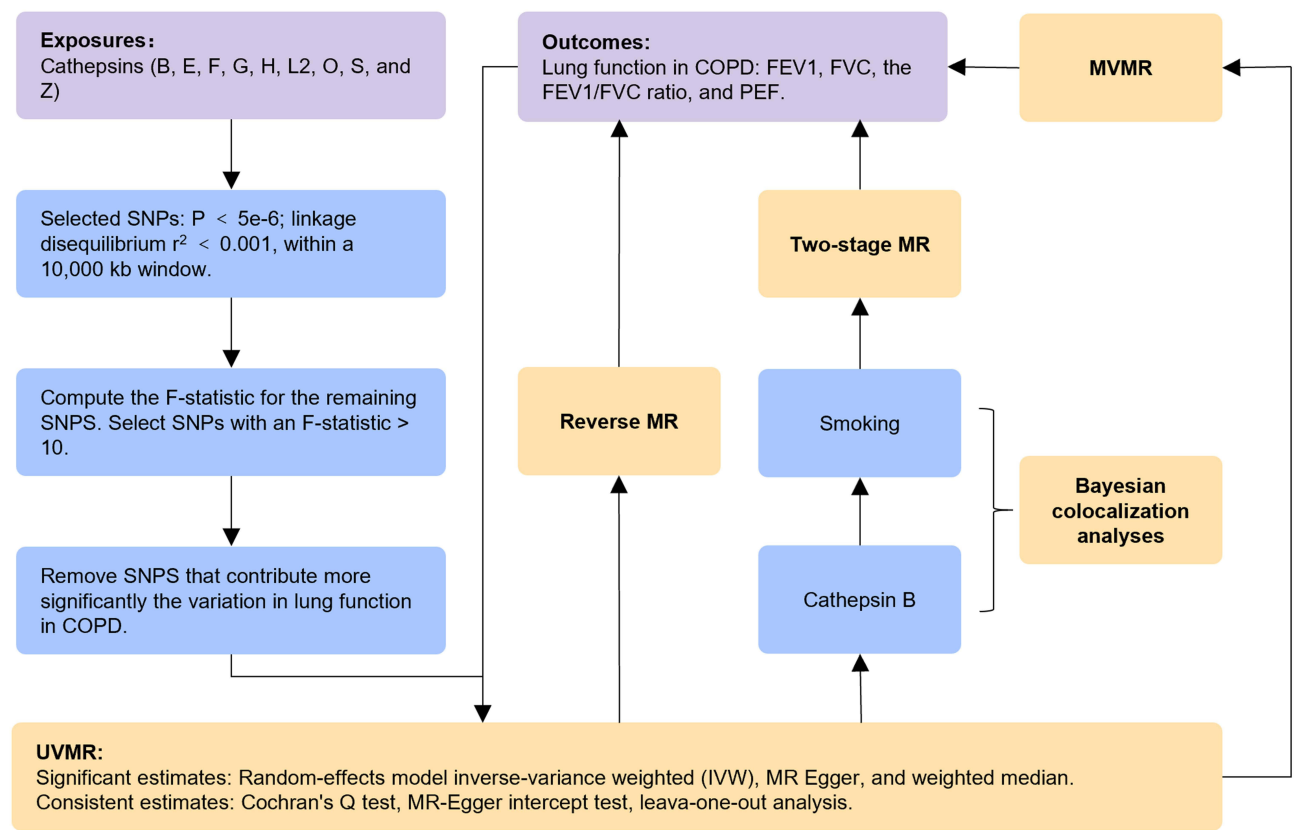 Exposures:
Cathepsins (B, E, F, G, H, L2, O, S, and
Z)
Selected SNPs: P < 5e-6; linkage
disequilibrium r² < 0.001, within a
10,000 kb window.
Compute the F-statistic for the remaining
SNPS. Select SNPs with an F-statistic >
10.
Remove SNPS that contribute more
significantly the variation in lung function
in COPD.
Outcomes:
Lung function in COPD: FEV1, FVC, the
FEV1/FVC ratio, and PEF.
MVMR
Two-stage MR
Reverse MR
Smoking
Cathepsin B
Bayesian
colocalization
analyses
UVMR:
Significant estimates: Random-effects model inverse-variance weighted (IVW), MR Egger, and weighted median.
Consistent estimates: Cochran's Q test, MR-Egger intercept test, leava-one-out analysis.